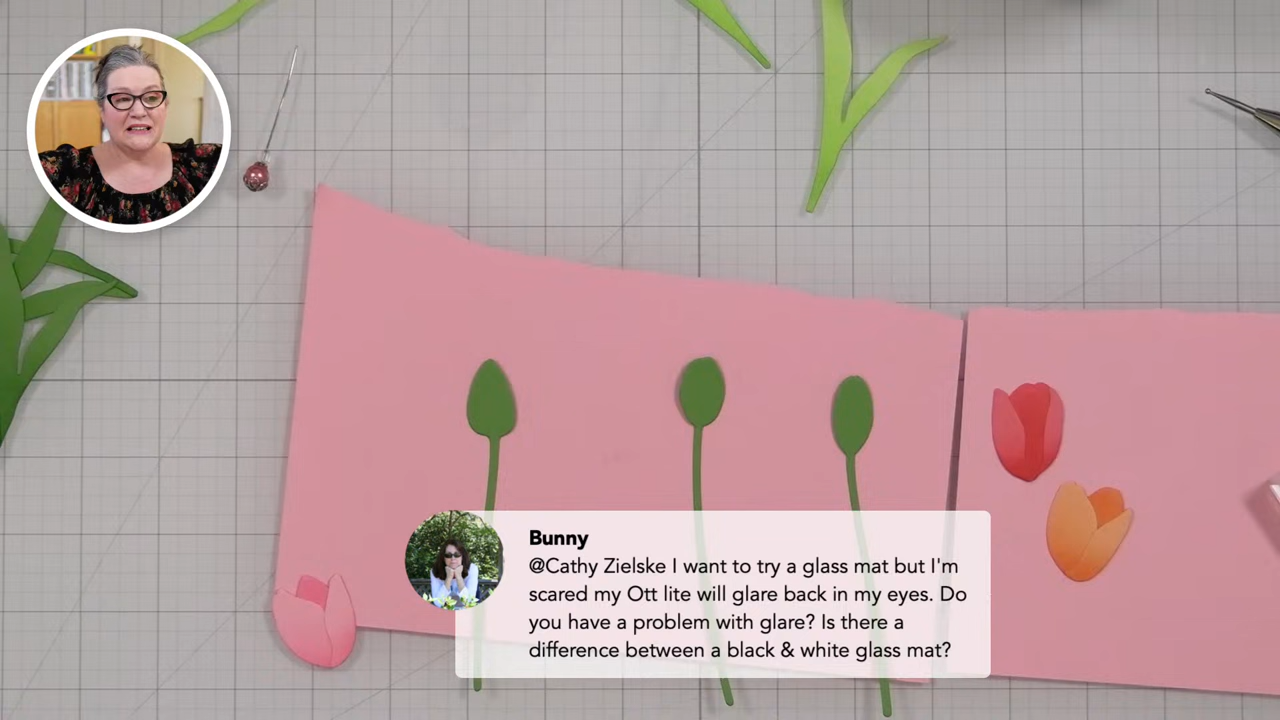 Bunny
@Cathy Zielske I want to try a glass mat but I'm
scared my Ott lite will glare back in my eyes. Do
you have a problem with glare? Is there a
difference between a black & white glass mat?